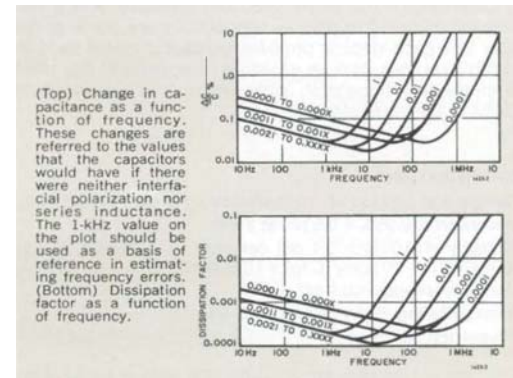 (Top) Change in ca-
pacitance as a func-
tion of frequency.
These changes are
referred to the values
that the capacitors
would have if there
were neither interfa-
cial polarization nor
series inductance.
The 1-kHz value on
the plot should be
used as a basis of
reference in estimat-
ing frequency errors.
(Bottom) Dissipation
factor as a function
of frequency.
10
1.0
0.1
0.01
ΔC/C %
0.0001 TO 0.000X
0.0011 TO 0.001X
0.0021 TO 0.XXXX
1
0.1
0.01
0.001
0.0001
10 Hz 100 1 kHz 10 100 1 MHz 10
FREQUENCY
0.1
0.01
0.001
0.0001
DISSIPATION FACTOR
0.0001 TO 0.000X
0.0011 TO 0.001X
0.0021 TO 0.XXXX
1
0.1
0.01
0.001
0.0001
10 Hz 100 1 kHz 10 100 1 MHz 10
FREQUENCY